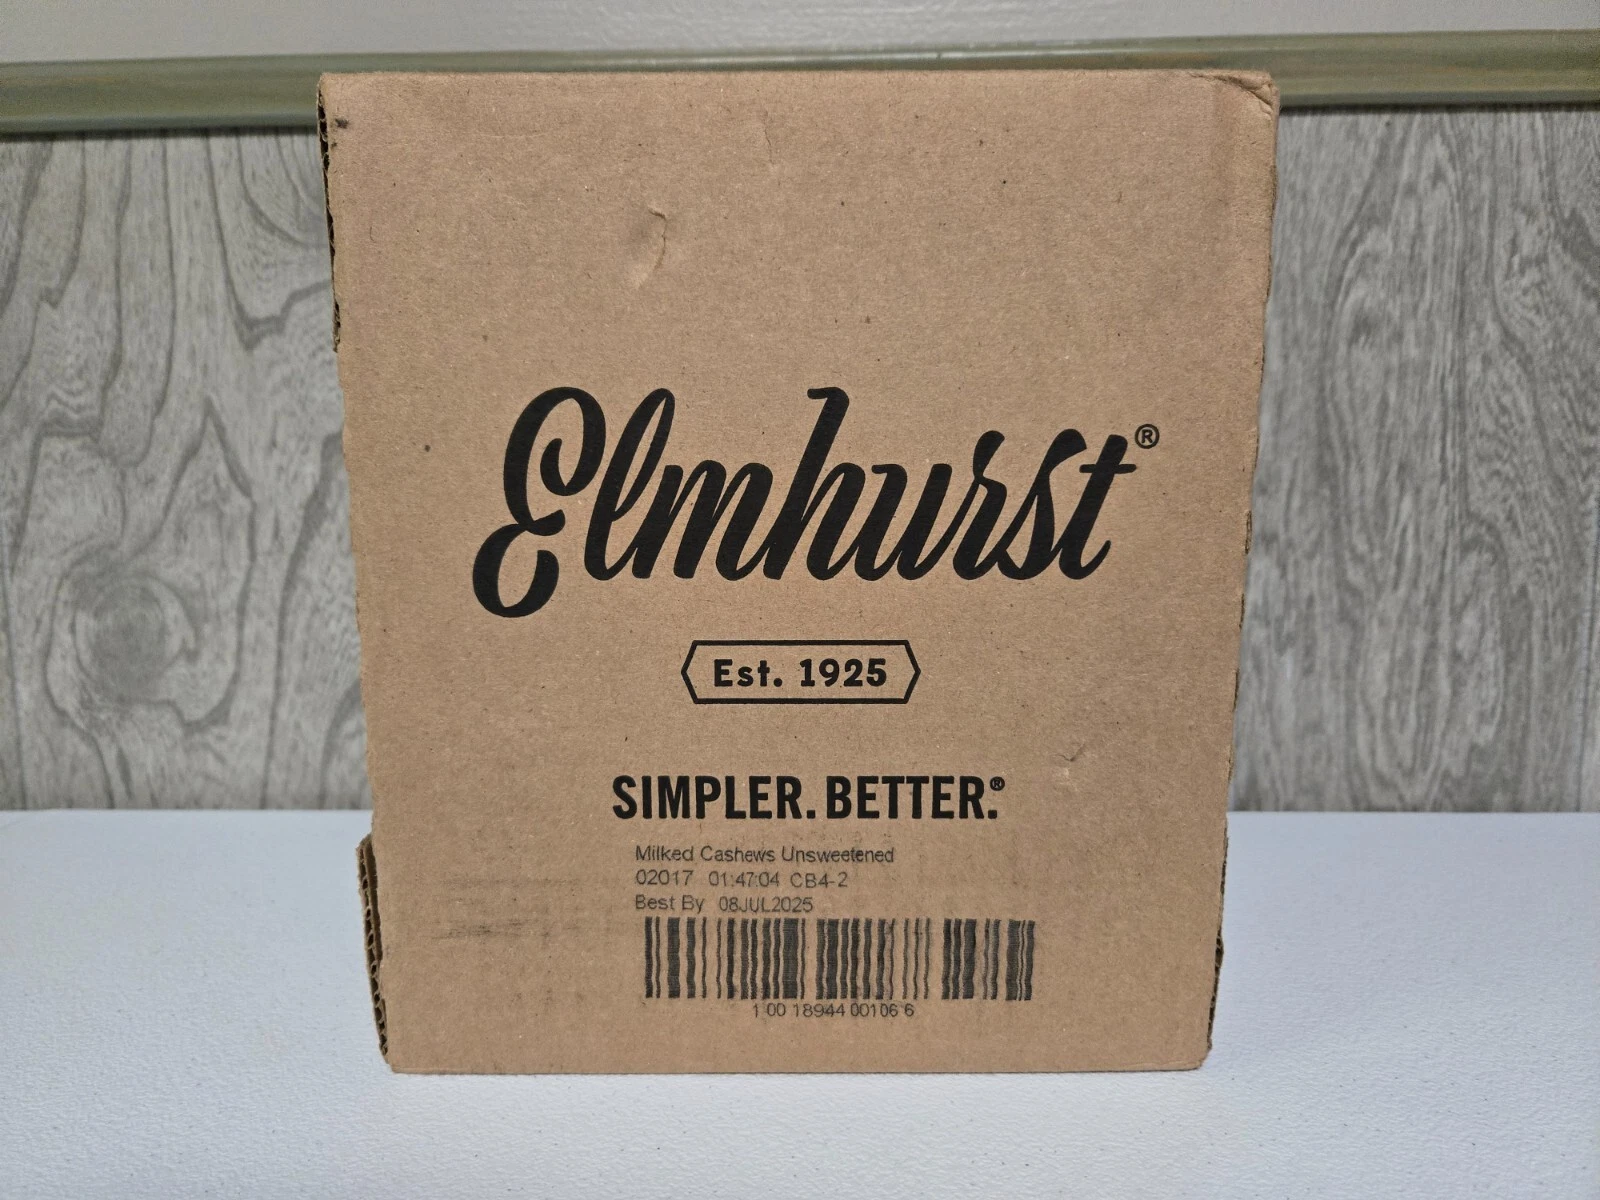 Elmhurst®
Est. 1925
SIMPLER. BETTER.®
Milked Cashews Unsweetened
02017 01:47:04 CB4-2
Best By 08JUL2025
1 00 18944 00106 6